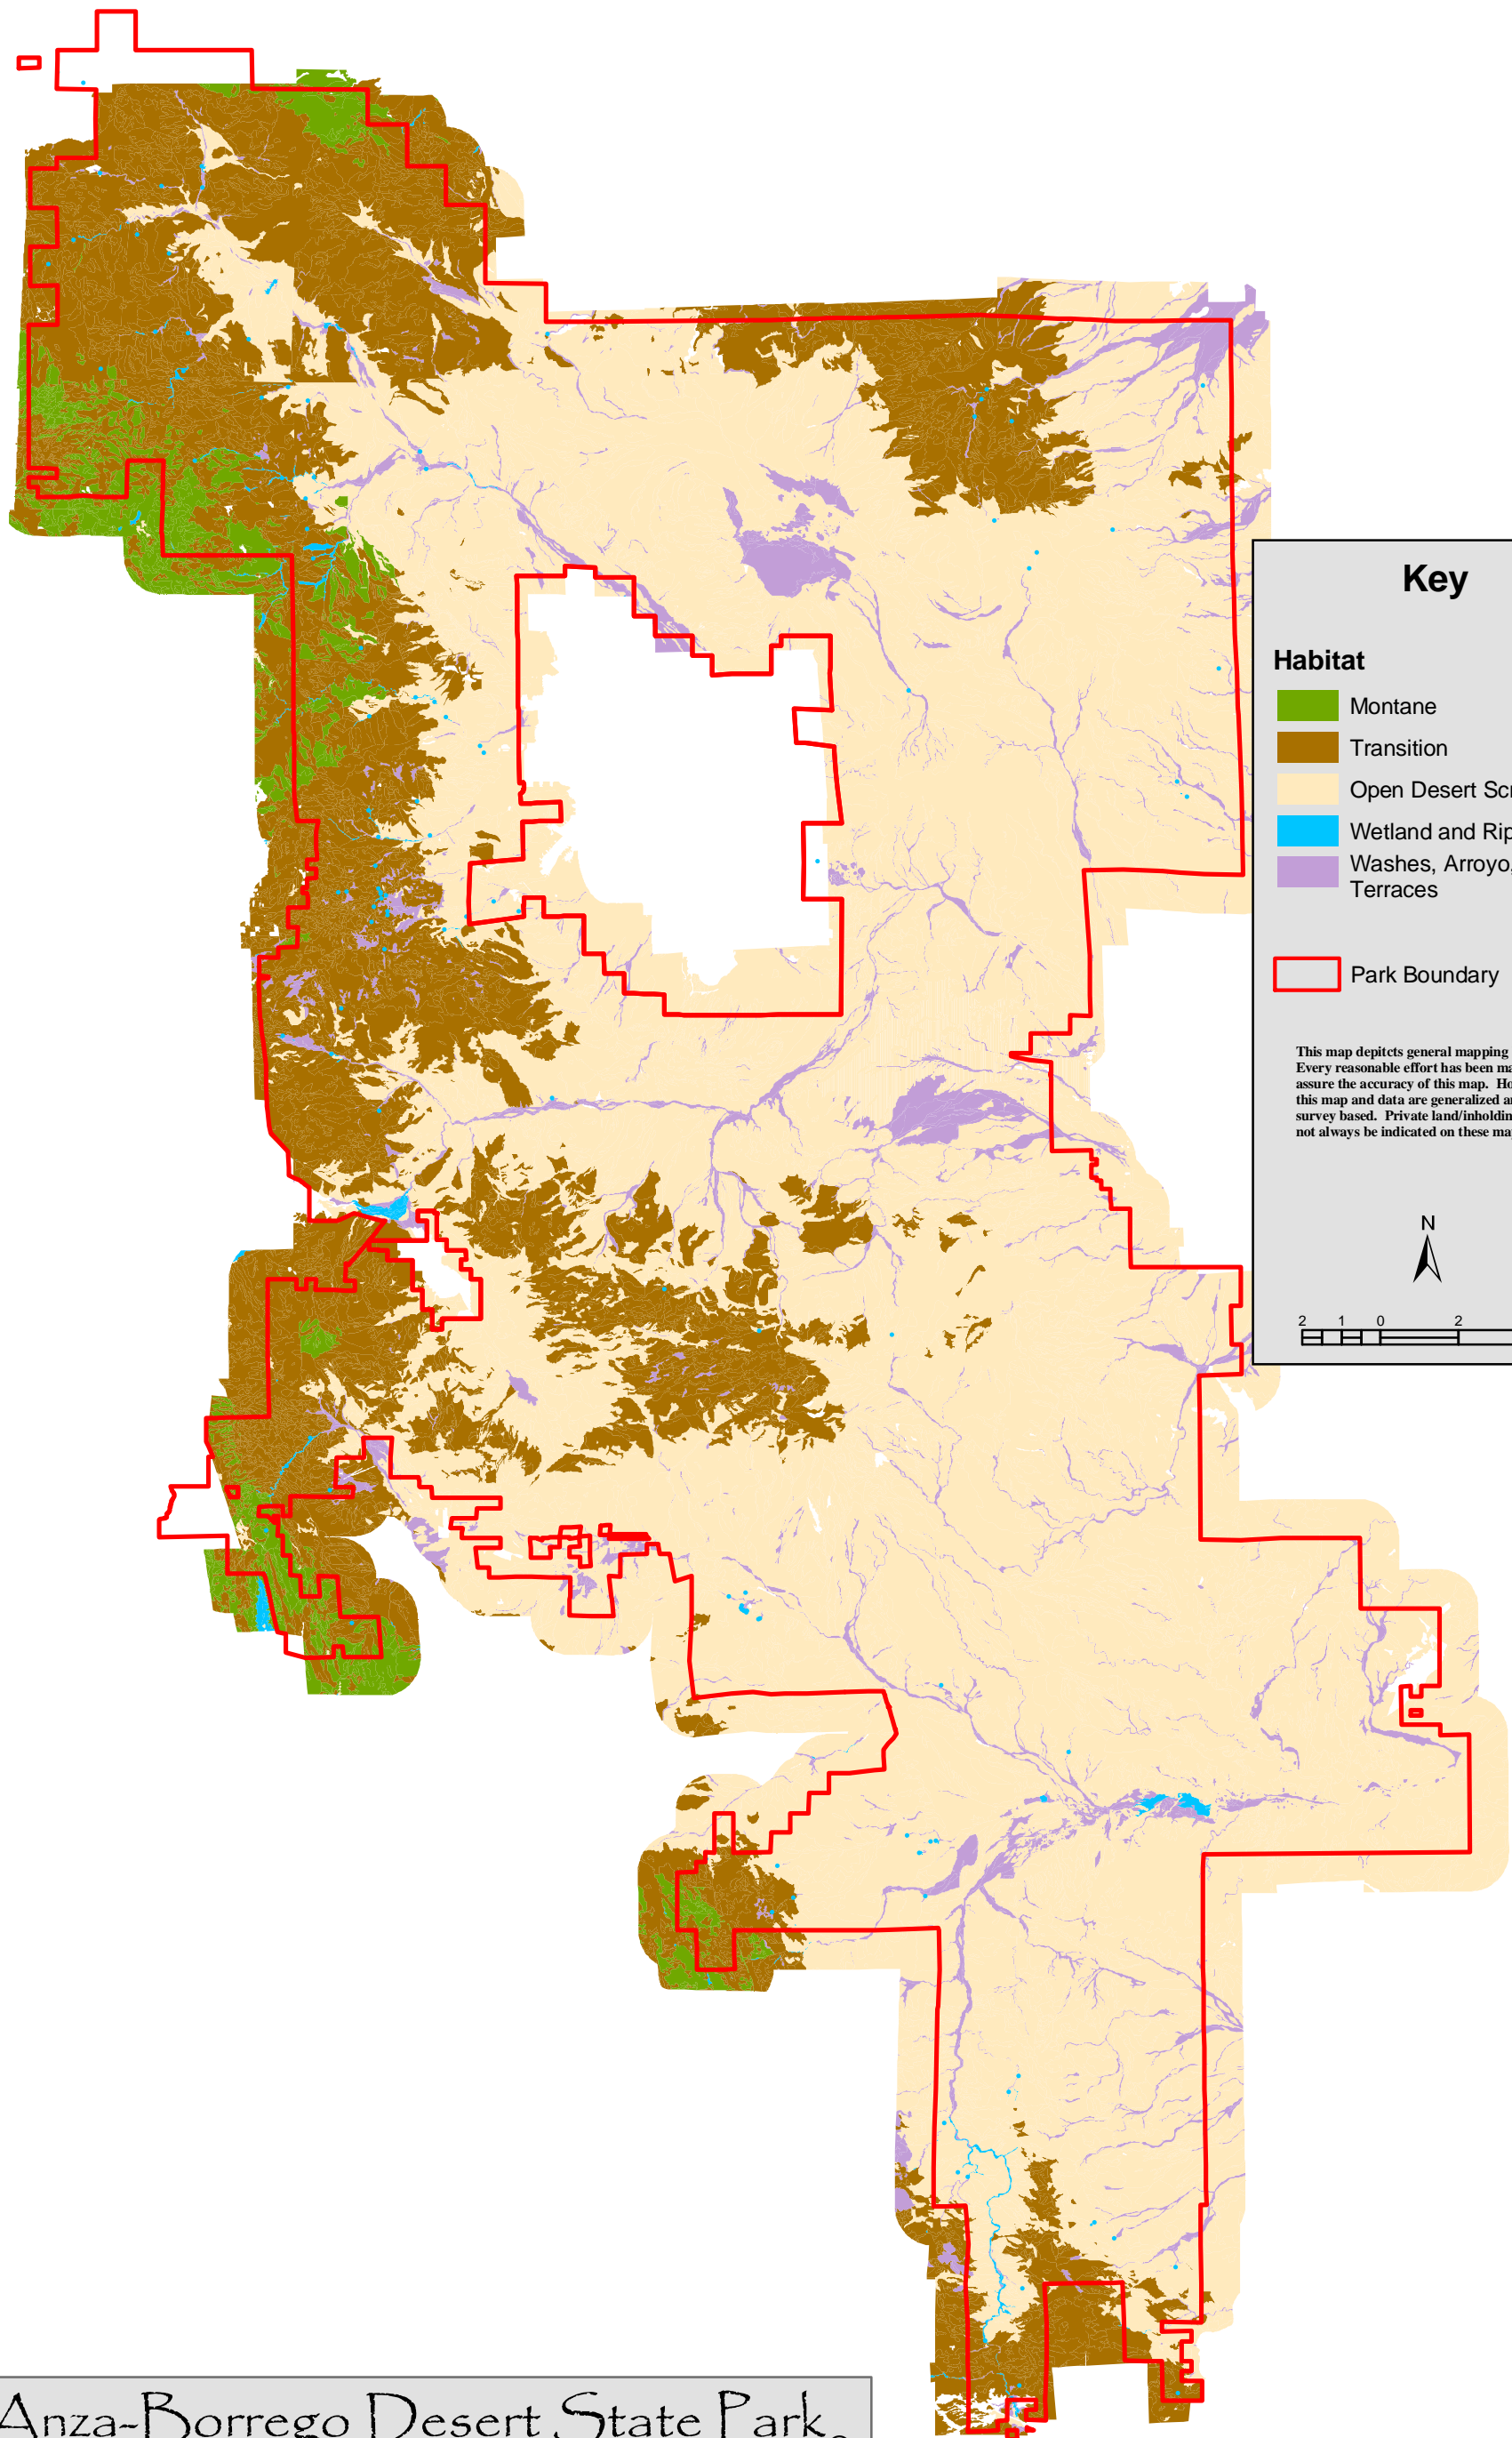 Key
Habitat
Montane
Transition
Open Desert Scr
Wetland and Rip
Washes, Arroyo,
Terraces
Park Boundary
This map depitcts general mapping
Every reasonable effort has been ma
assure the accuracy of this map. Ho
this map and data are generalized an
survey based. Private land/inholdin
not always be indicated on these ma
N
2 1 0 2
Anza-Borrego Desert State Park